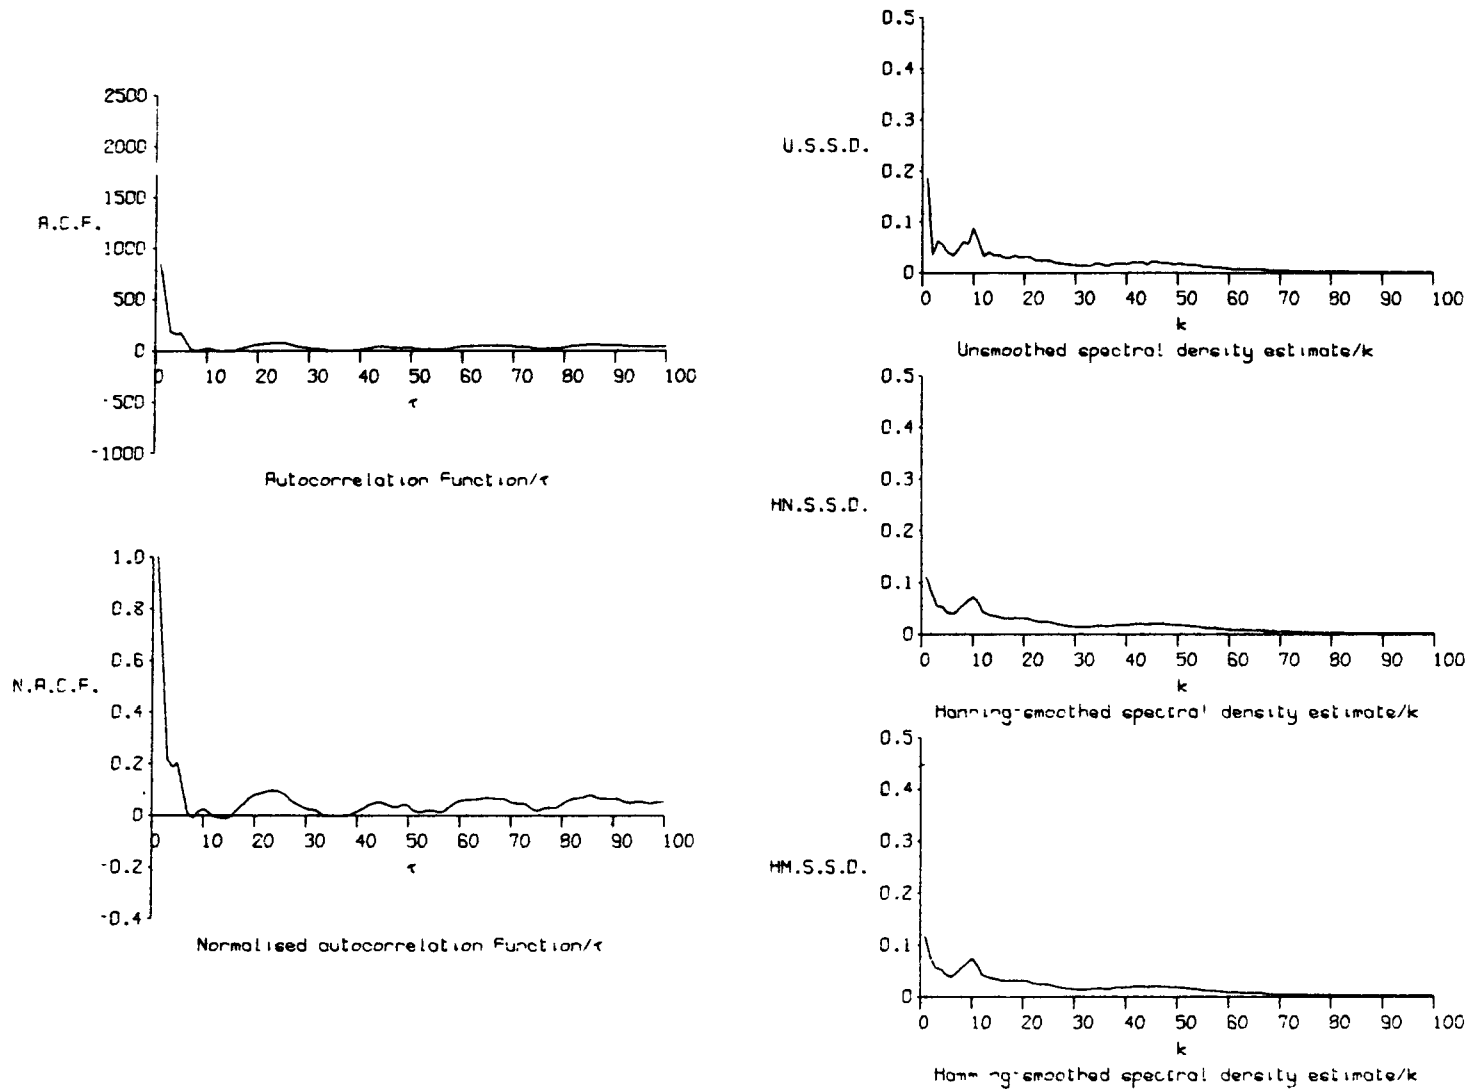 2500
2000
1500
A.C.F.
1000
500
0
0 10 20 30 40 50 60 70 80 90 100
-500
τ
-1000
Autocorrelation Function/τ
1.0
0.8
0.6
N.A.C.F.
0.4
0.2
0
0 10 20 30 40 50 60 70 80 90 100
-0.2
τ
-0.4
Normalised autocorrelation Function/τ
0.5
0.4
0.3
U.S.S.D.
0.2
0.1
0
0 10 20 30 40 50 60 70 80 90 100
k
Unsmoothed spectral density estimate/k
0.5
0.4
0.3
HN.S.S.D.
0.2
0.1
0
0 10 20 30 40 50 60 70 80 90 100
k
Hanning-smoothed spectral density estimate/k
0.5
0.4
0.3
HM.S.S.D.
0.2
0.1
0
0 10 20 30 40 50 60 70 80 90 100
k
Hamming-smoothed spectral density estimate/k